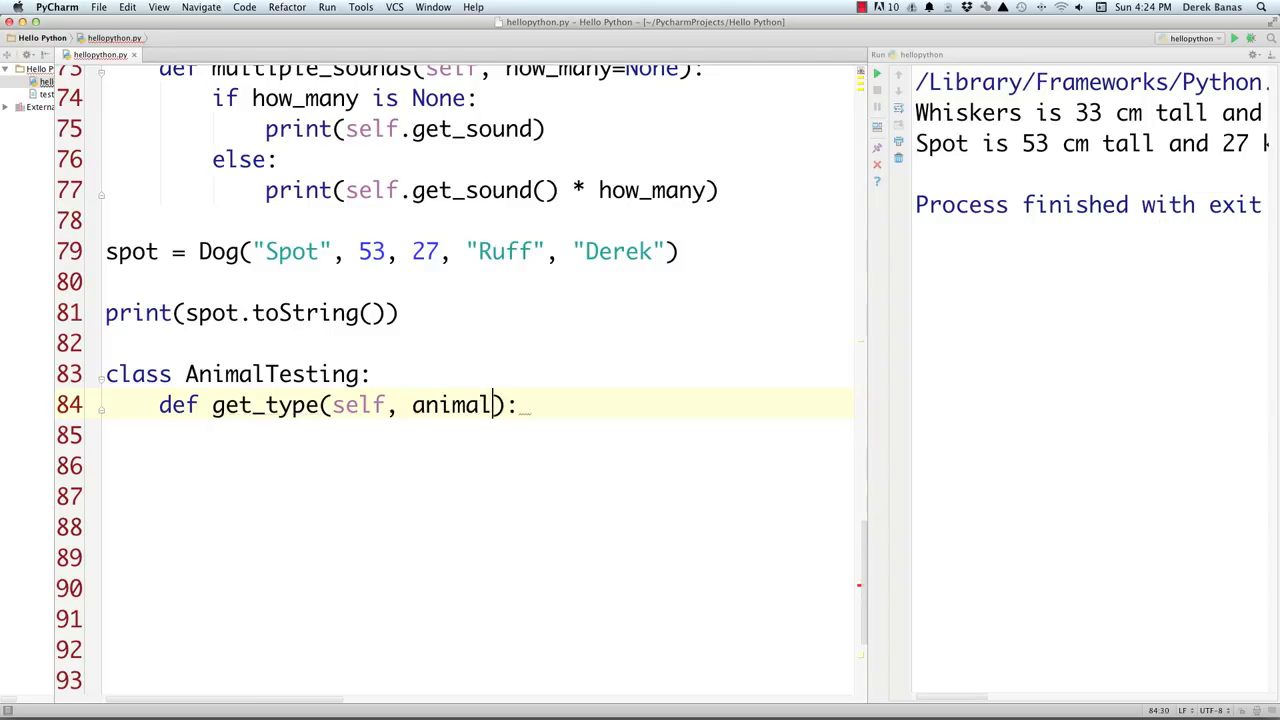 PyCharm File Edit View Navigate Code Refactor Run Tools VCS Window Help 10 Sun 4:24 PM Derek Banas
hellopython.py – Hello Python – [~/PycharmProjects/Hello Python]
Hello Python hellopython.py hellopython
hellopython.py Run hellopython
Hello P
hell
test
Externa
73 def multiple_sounds(self, how_many=None):
74 if how_many is None:
75 print(self.get_sound)
76 else:
77 print(self.get_sound() * how_many)
78
79 spot = Dog("Spot", 53, 27, "Ruff", "Derek")
80
81 print(spot.toString())
82
83 class AnimalTesting:
84 def get_type(self, animal):
85
86
87
88
89
90
91
92
93
/Library/Frameworks/Python.
Whiskers is 33 cm tall and
Spot is 53 cm tall and 27 k
Process finished with exit
84:30 LF UTF-8